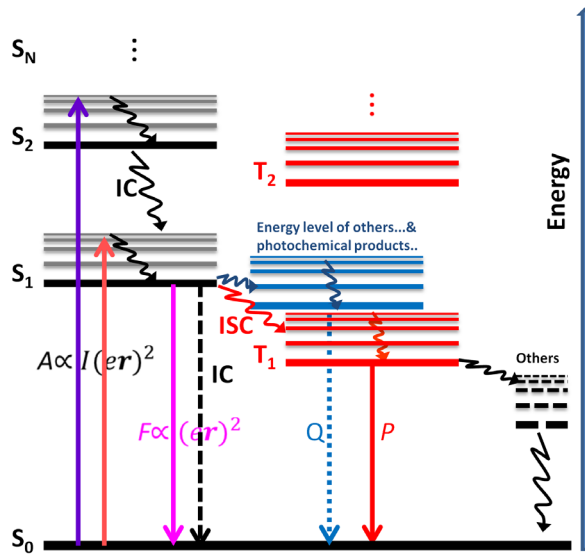 S_N
⋮
S_2
IC
⋮
T_2
Energy
Energy level of others...&
photochemical products..
S_1
ISC
T_1
Others
A∝I(er)^2
IC
F∝(er)^2
Q
P
S_0